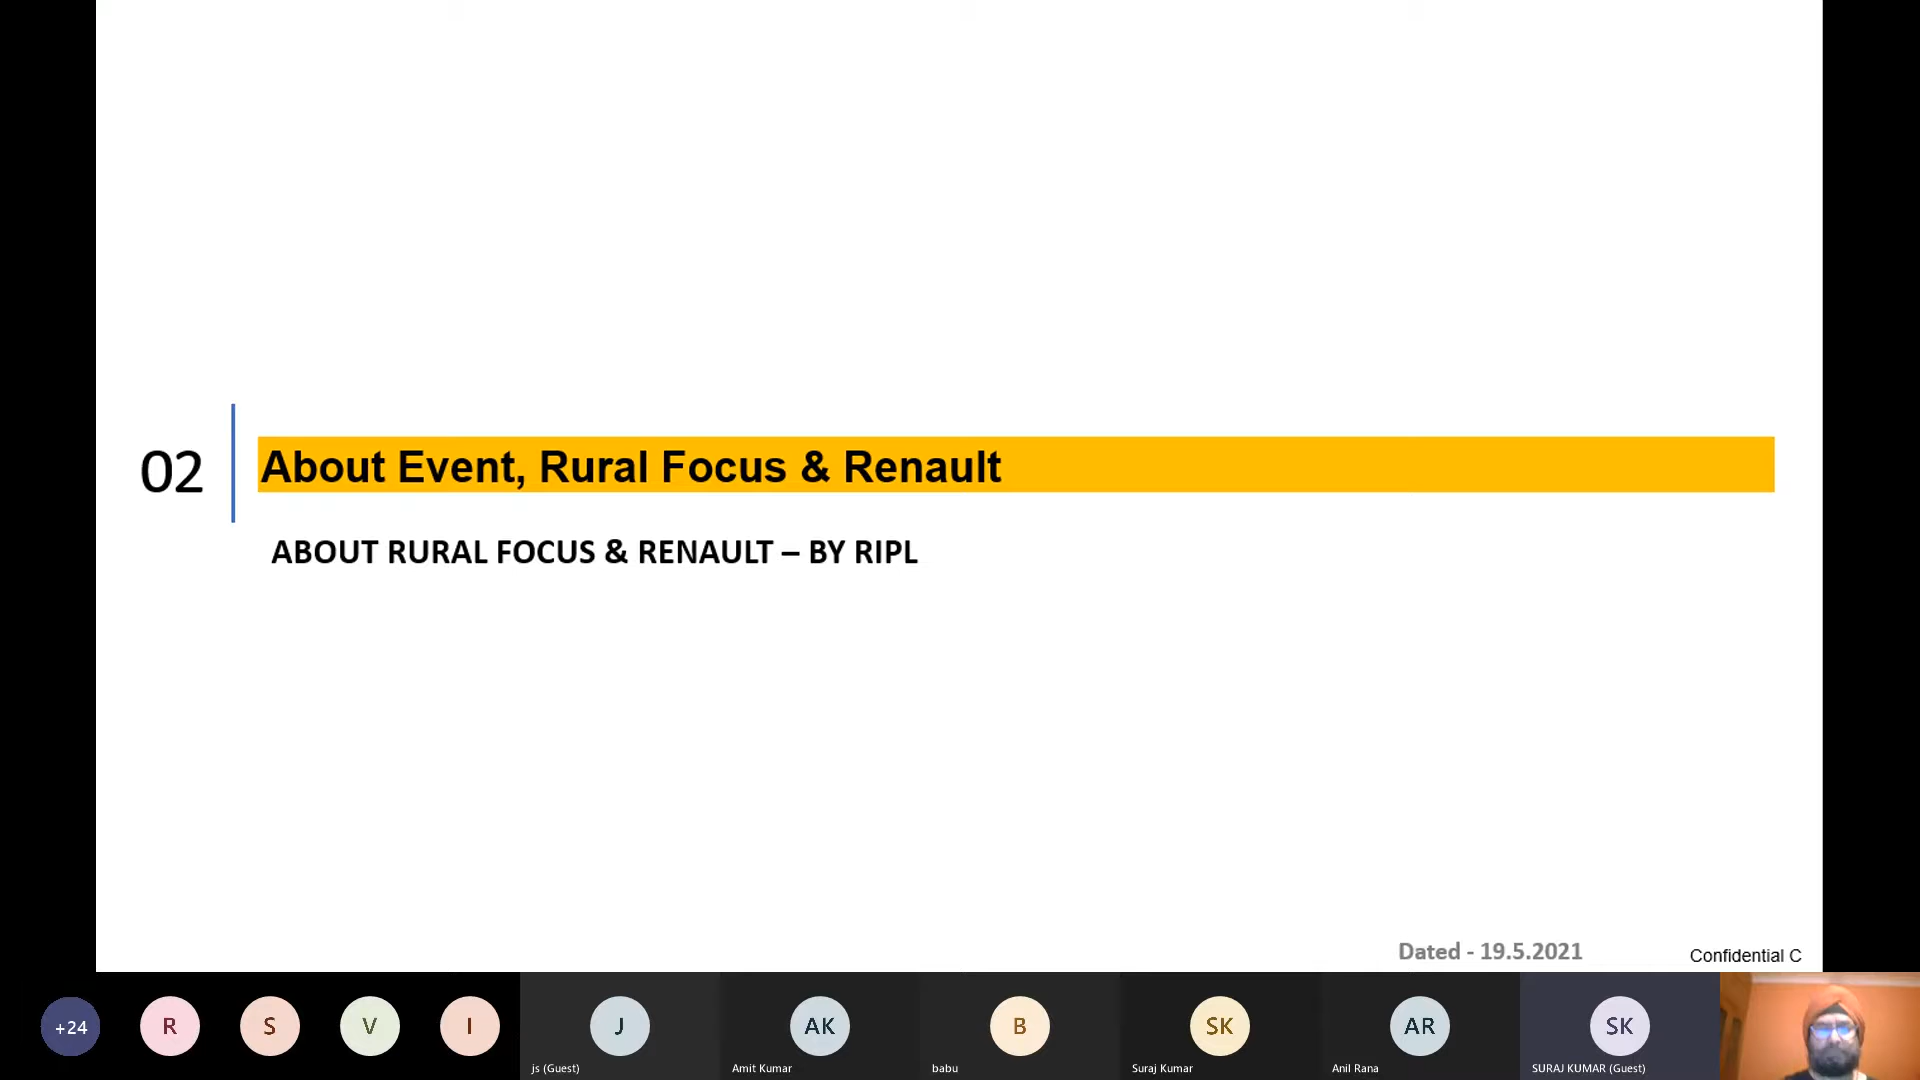 02
About Event, Rural Focus & Renault
ABOUT RURAL FOCUS & RENAULT – BY RIPL
Dated - 19.5.2021
Confidential C
+24
R
S
V
I
J
AK
B
SK
AR
SK
js (Guest)
Amit Kumar
babu
Suraj Kumar
Anil Rana
SURAJ KUMAR (Guest)